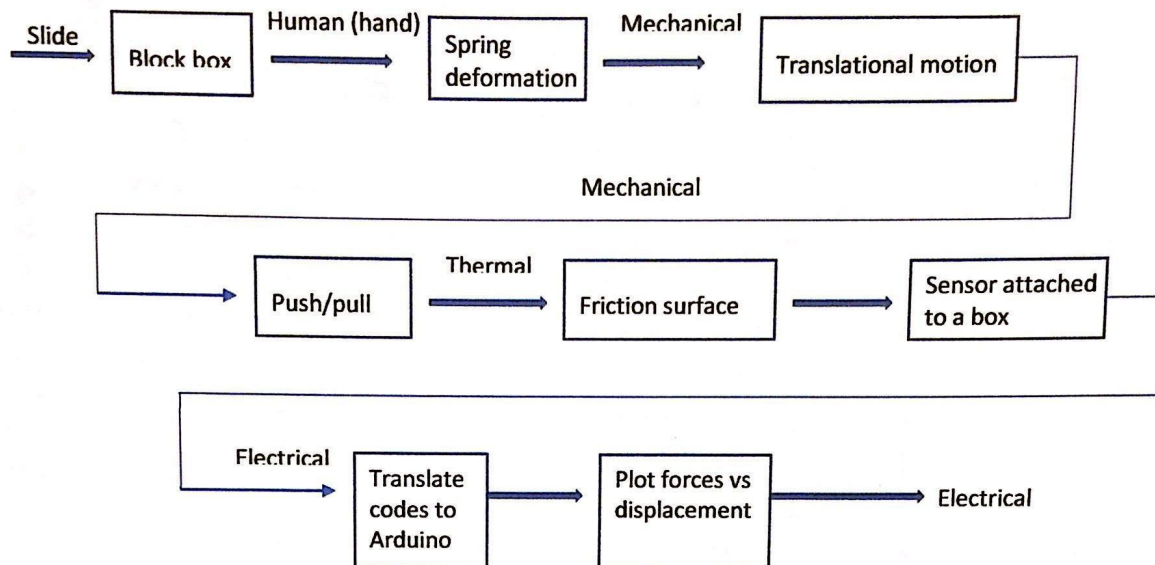 Slide
Block box
Human (hand)
Spring
deformation
Mechanical
Translational motion
Mechanical
Push/pull
Thermal
Friction surface
Sensor attached
to a box
Electrical
Translate
codes to
Arduino
Plot forces vs
displacement
Electrical